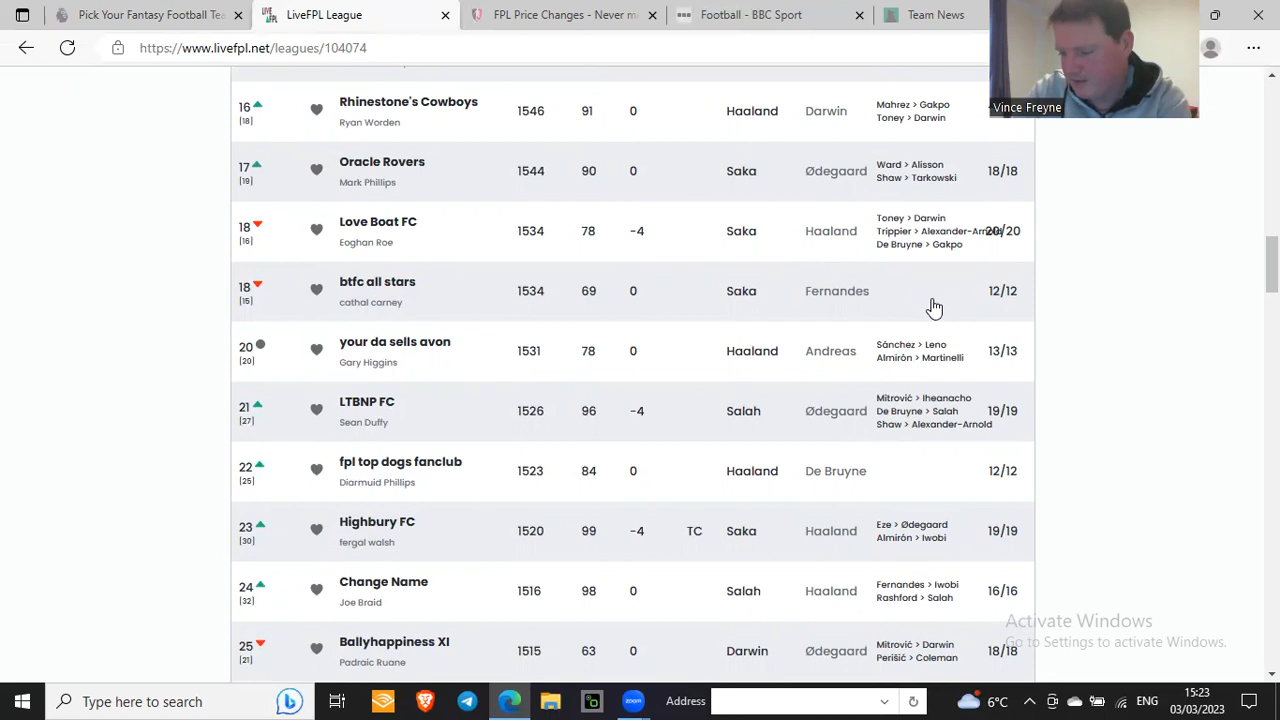 Pick Your Fantasy Football Tea
LiveFPL League
FPL Price Changes - Never m
Football - BBC Sport
Team News
https://www.livefpl.net/leagues/104074
Vince Freyne
16 [18] Rhinestone's Cowboys Ryan Worden 1546 91 0 Haaland Darwin Mahrez > Gakpo
Toney > Darwin
17 [19] Oracle Rovers Mark Phillips 1544 90 0 Saka Ødegaard Ward > Alisson
Shaw > Tarkowski 18/18
18 [16] Love Boat FC Eoghan Roe 1534 78 -4 Saka Haaland Toney > Darwin
Trippier > Alexander-Arnold 20/20
De Bruyne > Gakpo
18 [15] btfc all stars cathal carney 1534 69 0 Saka Fernandes 12/12
20 [20] your da sells avon Gary Higgins 1531 78 0 Haaland Andreas Sánchez > Leno
Almirón > Martinelli 13/13
21 [27] LTBNP FC Sean Duffy 1526 96 -4 Salah Ødegaard Mitrović > Iheanacho
De Bruyne > Salah 19/19
Shaw > Alexander-Arnold
22 [25] fpl top dogs fanclub Diarmuid Phillips 1523 84 0 Haaland De Bruyne 12/12
23 [30] Highbury FC fergal walsh 1520 99 -4 TC Saka Haaland Eze > Ødegaard
Almirón > Iwobi 19/19
24 [32] Change Name Joe Braid 1516 98 0 Salah Haaland Fernandes > Iwobi
Rashford > Salah 16/16
25 [21] Ballyhappiness XI Padraic Ruane 1515 63 0 Darwin Ødegaard Mitrović > Darwin
Perišić > Coleman 18/18
Activate Windows
Go to Settings to activate Windows.
Type here to search
zoom
Address
6°C
ENG
15:23
03/03/2023